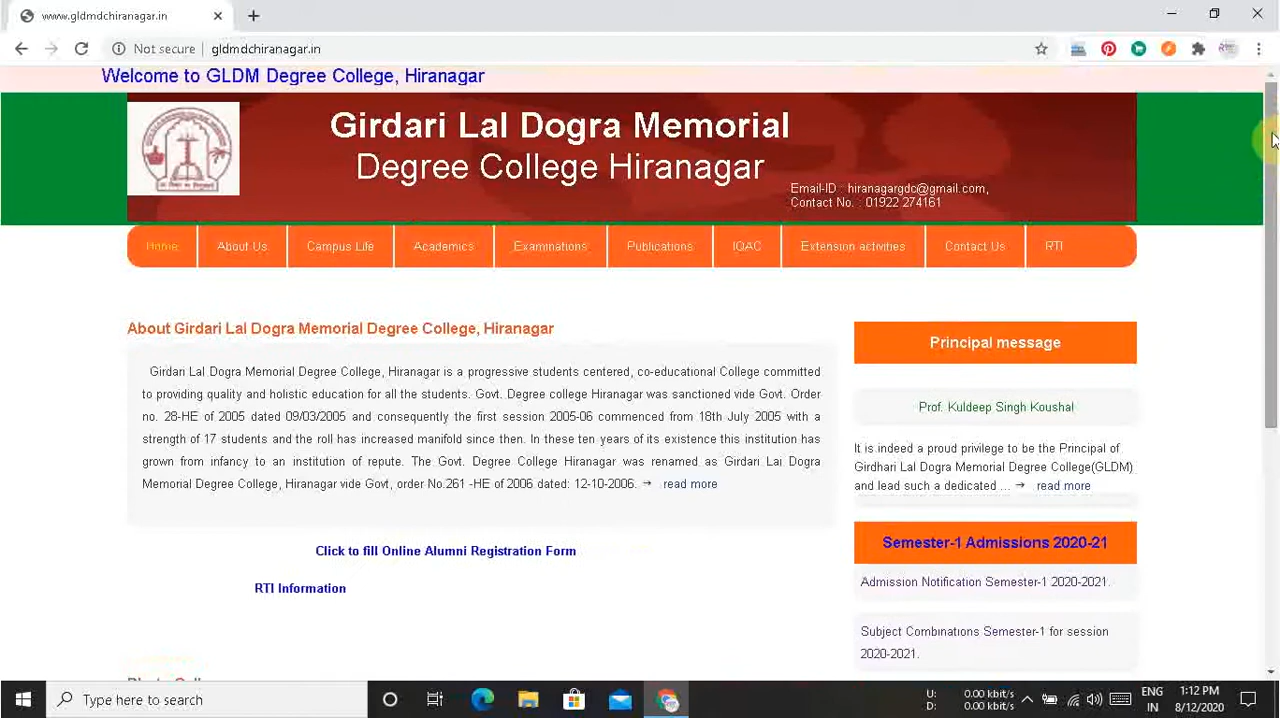 www.gldmdchiranagar.in
Not secure
gldmdchiranagar.in
Welcome to GLDM Degree College, Hiranagar
Girdari Lal Dogra Memorial
Degree College Hiranagar
Email-ID : hiranagargdc@gmail.com,
Contact No. : 01922 274161
Home
About Us
Campus Life
Academics
Examinations
Publications
IQAC
Extension activities
Contact Us
RTI
About Girdari Lal Dogra Memorial Degree College, Hiranagar
Girdari Lal Dogra Memorial Degree College, Hiranagar is a progressive students centered, co-educational College committed
to providing quality and holistic education for all the students. Govt. Degree college Hiranagar was sanctioned vide Govt. Order
no. 28-HE of 2005 dated 09/03/2005 and consequently the first session 2005-06 commenced from 18th July 2005 with a
strength of 17 students and the roll has increased manifold since then. In these ten years of its existence this institution has
grown from infancy to an institution of repute. The Govt. Degree College Hiranagar was renamed as Girdari Lal Dogra
Memorial Degree College, Hiranagar vide Govt, order No.261 -HE of 2006 dated: 12-10-2006. → read more
Click to fill Online Alumni Registration Form
RTI Information
Principal message
Prof. Kuldeep Singh Koushal
It is indeed a proud privilege to be the Principal of
Girdhari Lal Dogra Memorial Degree College(GLDM)
and lead such a dedicated ... → read more
Semester-1 Admissions 2020-21
Admission Notification Semester-1 2020-2021.
Subject Combinations Semester-1 for session
2020-2021.
Type here to search
U: 0.00 kbit/s
D: 0.00 kbit/s
ENG
IN
1:12 PM
8/12/2020